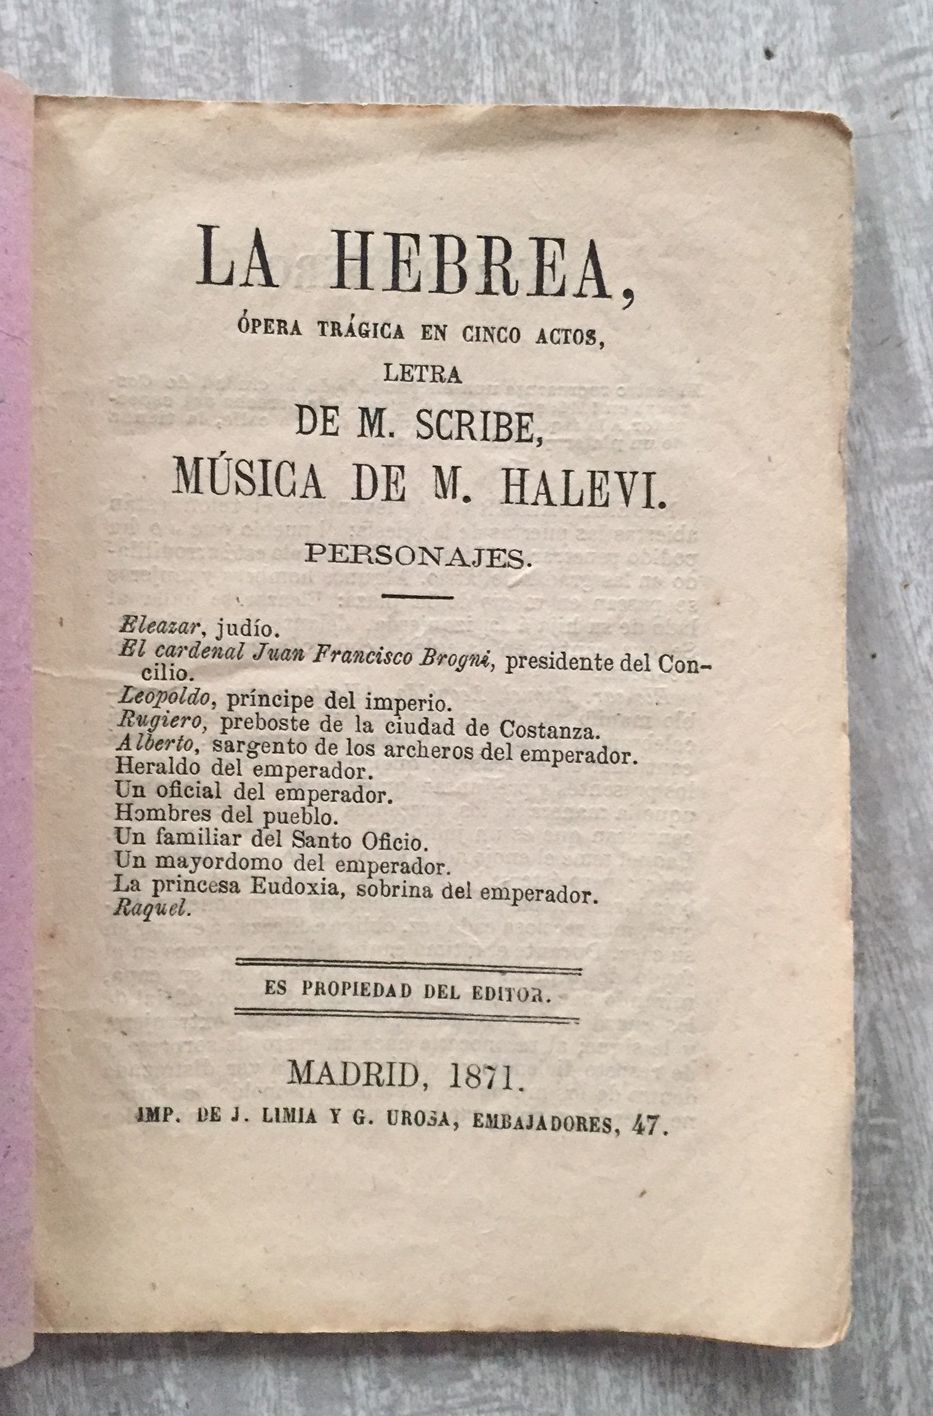 LA HEBREA,
ÓPERA TRÁGICA EN CINCO ACTOS,
LETRA
DE M. SCRIBE,
MÚSICA DE M. HALEVI.
PERSONAJES.
Eleazar, judío.
El cardenal Juan Francisco Brogni, presidente del Con-
cilio.
Leopoldo, príncipe del imperio.
Rugiero, preboste de la ciudad de Costanza.
Alberto, sargento de los archeros del emperador.
Heraldo del emperador.
Un oficial del emperador.
Hombres del pueblo.
Un familiar del Santo Oficio.
Un mayordomo del emperador.
La princesa Eudoxia, sobrina del emperador.
Raquel.
ES PROPIEDAD DEL EDITOR.
MADRID, 1871.
IMP. DE J. LIMIA Y G. UROSA, EMBAJADORES, 47.